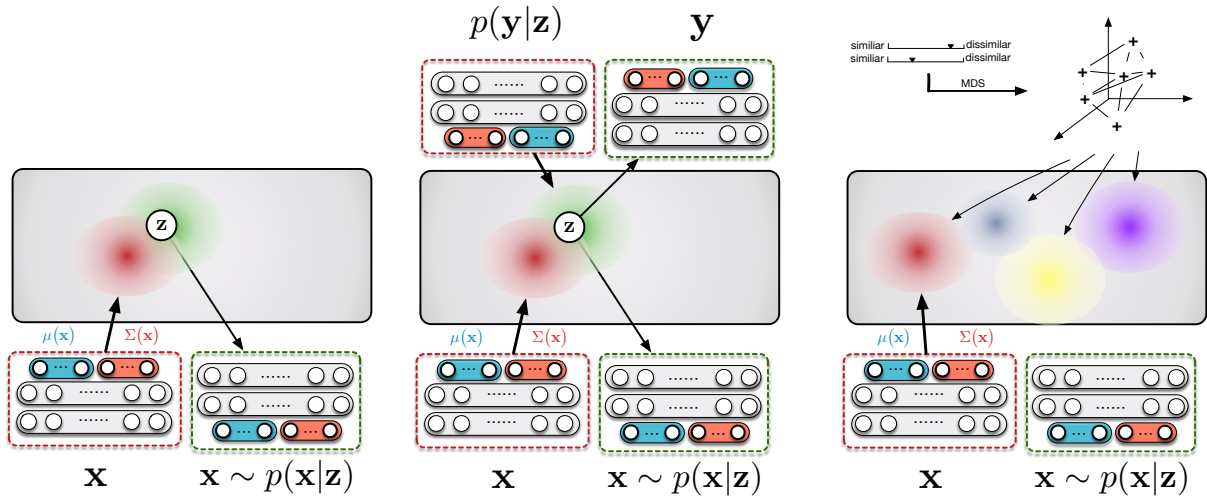 p(y|z)
y
similiar
dissimilar
similiar
dissimilar
MDS
z
z
μ(x)
Σ(x)
μ(x)
Σ(x)
μ(x)
Σ(x)
x
x ∼ p(x|z)
x
x ∼ p(x|z)
x
x ∼ p(x|z)